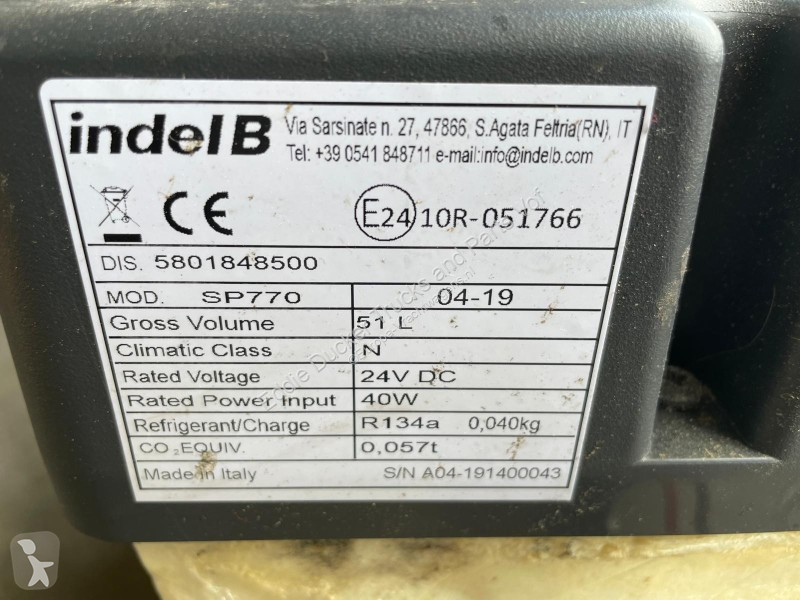 indelB
Via Sarsinate n. 27, 47866, S.Agata Feltria(RN), IT
Tel: +39 0541 848711 e-mail:info@indelb.com
CE E24 10R-051766
DIS. 5801848500
MOD. SP770 04-19
Gross Volume 51 L
Climatic Class N
Rated Voltage 24V DC
Rated Power Input 40W
Refrigerant/Charge R134a 0,040kg
CO₂EQUIV. 0,057t
Made in Italy S/N A04-191400043